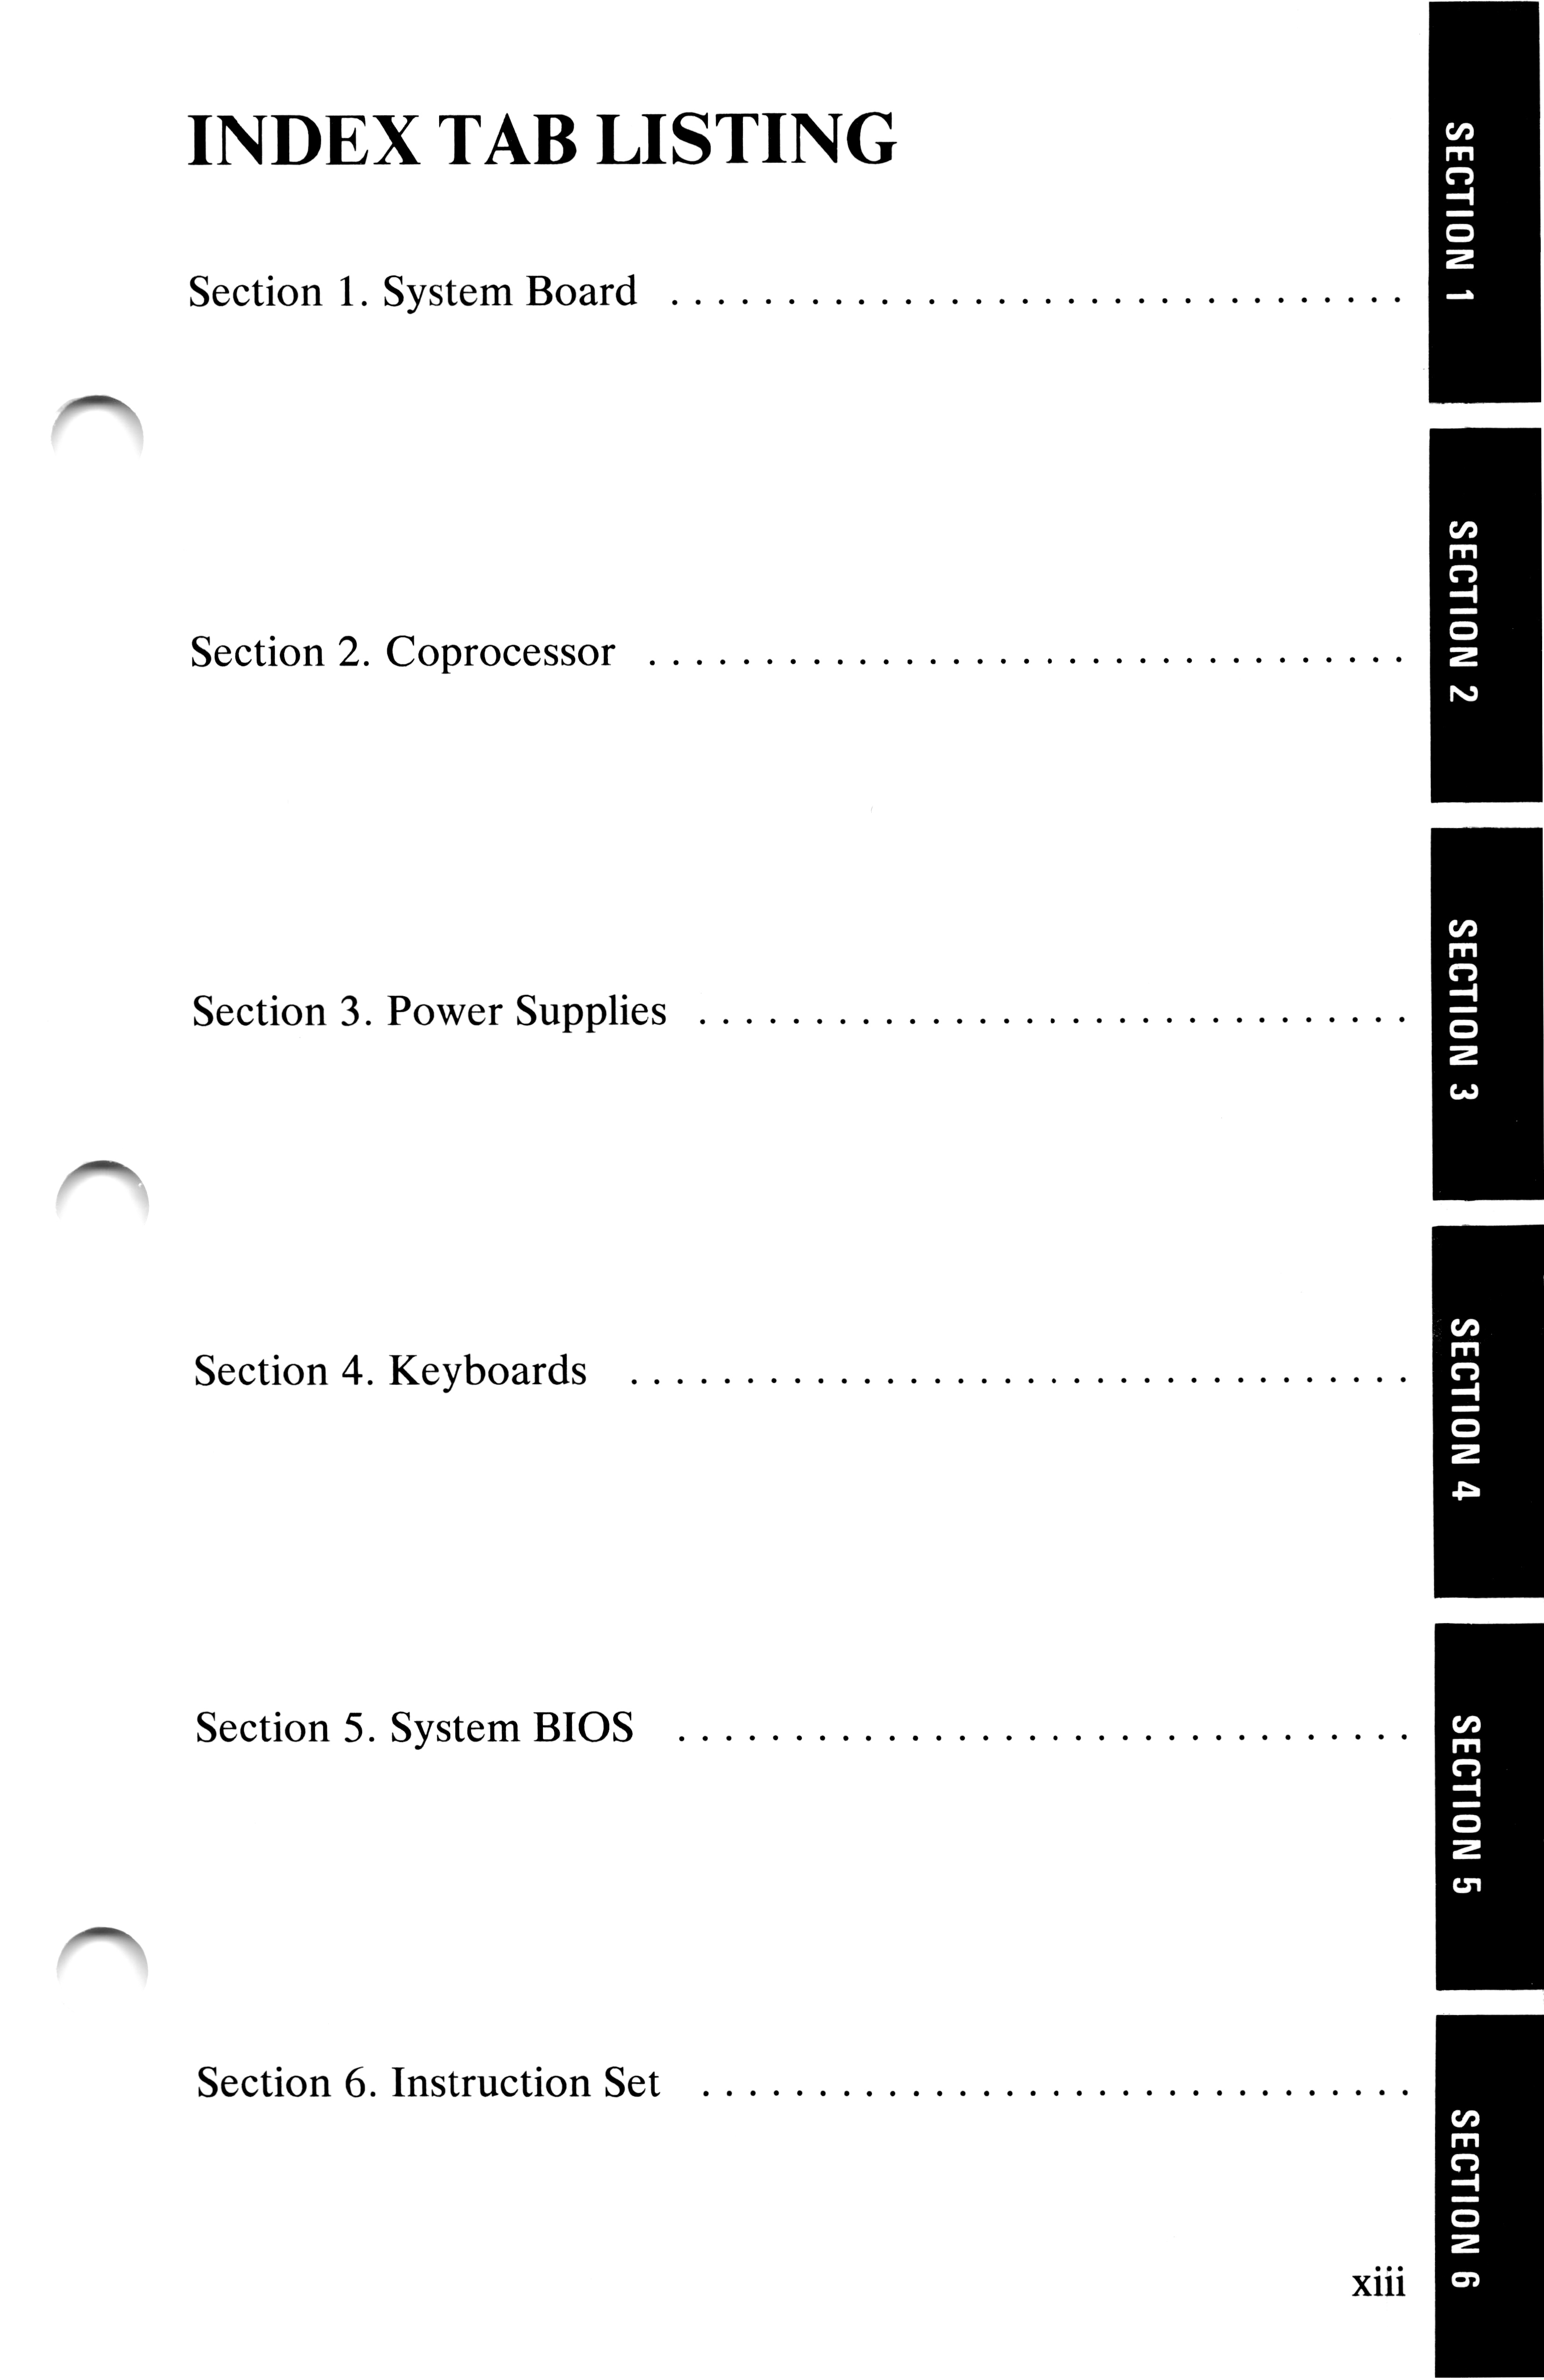 INDEX TAB LISTING
Section 1. System Board ................................
SECTION 1
Section 2. Coprocessor .................................
SECTION 2
Section 3. Power Supplies ...............................
SECTION 3
Section 4. Keyboards ..................................
SECTION 4
Section 5. System BIOS ................................
SECTION 5
Section 6. Instruction Set ...............................
SECTION 6
xiii